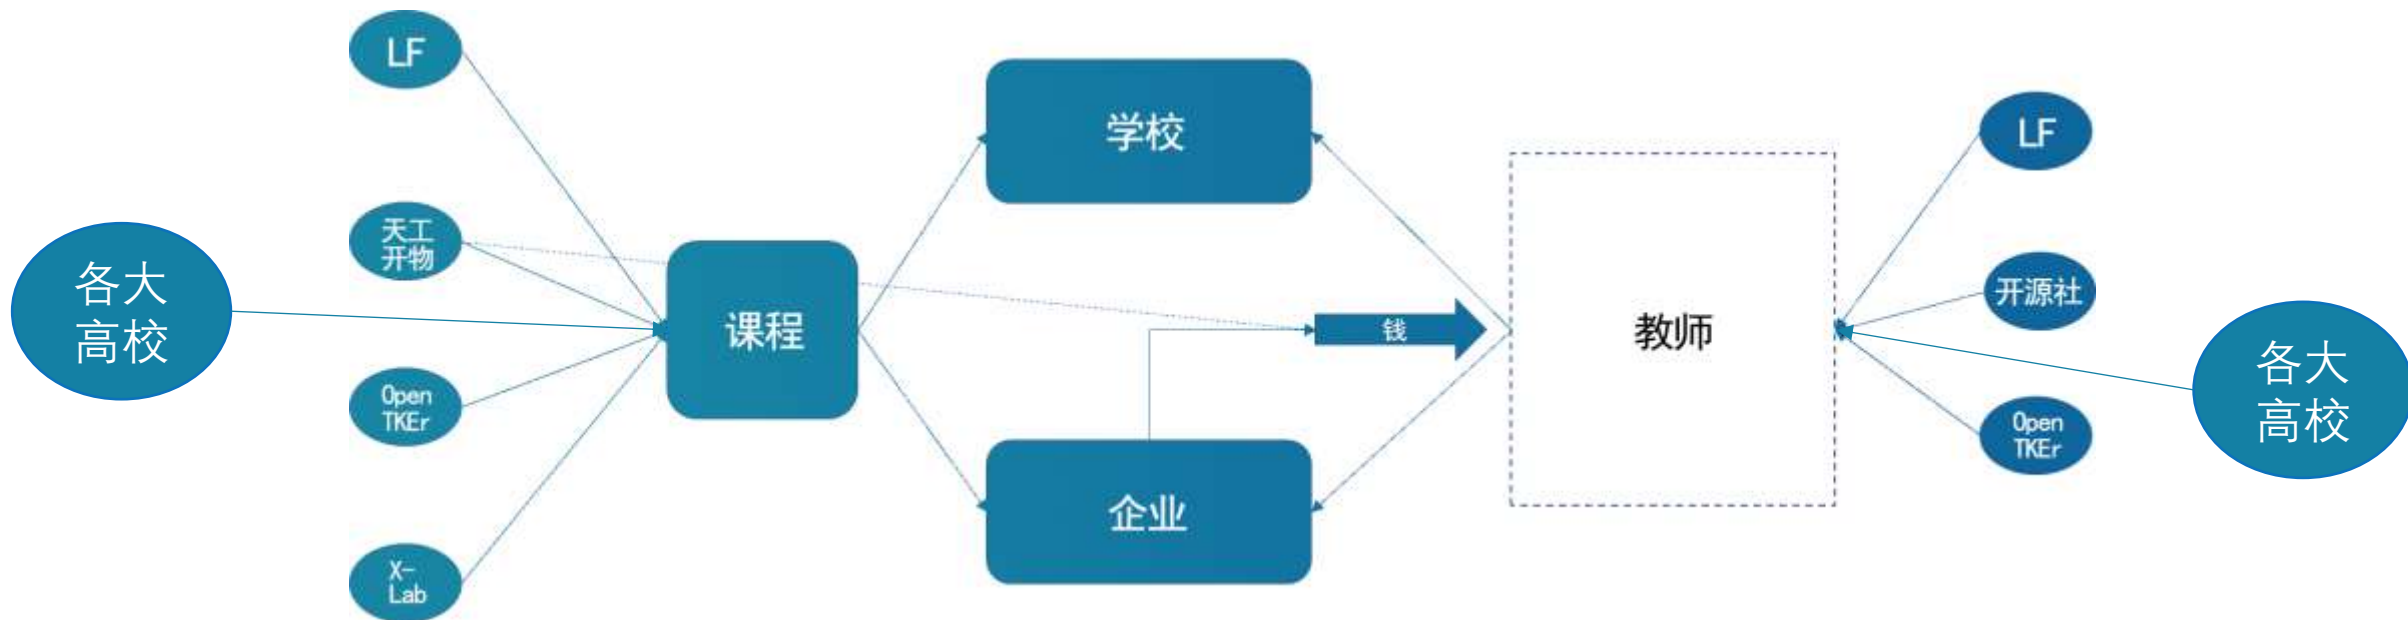 LF
天工
开物
各大
高校
Open
TKEr
X-
Lab
课程
学校
企业
钱
教师
LF
开源社
Open
TKEr
各大
高校